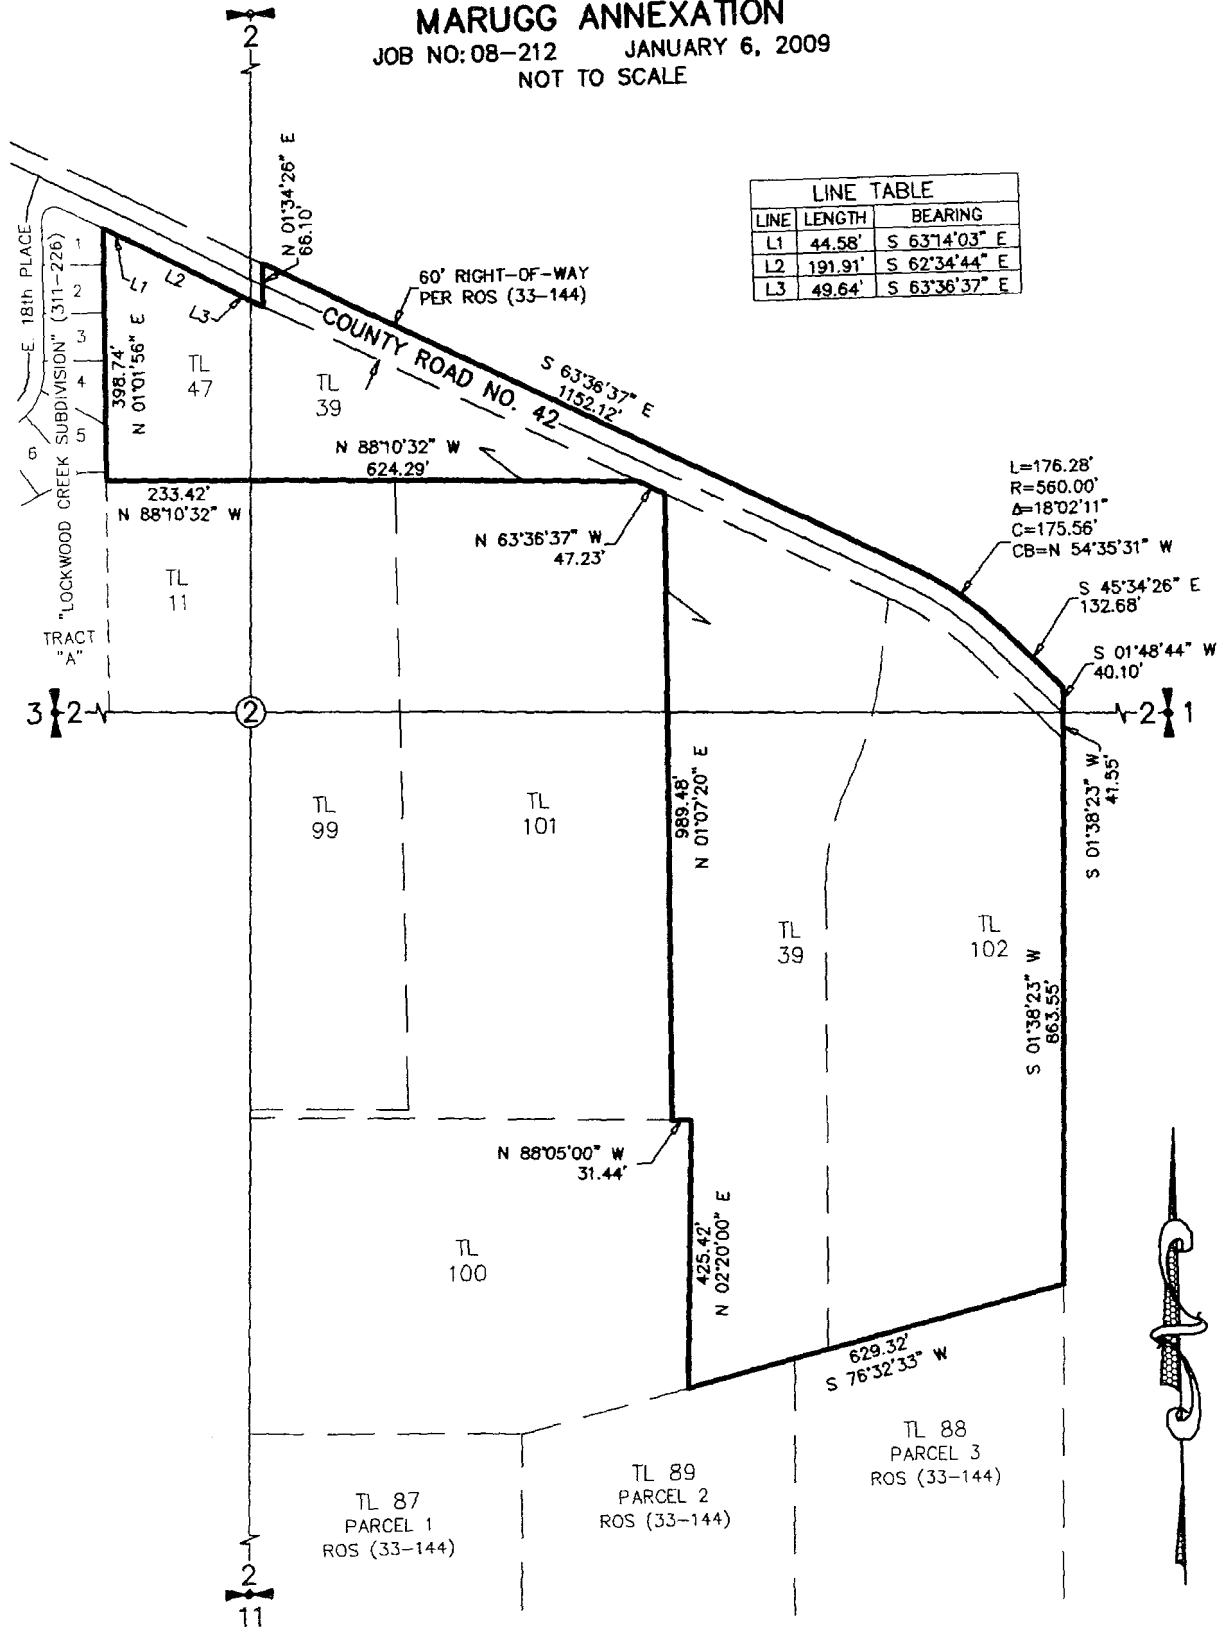 MARUGG ANNEXATION
JOB NO: 08-212 JANUARY 6, 2009
NOT TO SCALE
2
N 01°34'26" E
66.10'
LINE TABLE
LINE LENGTH BEARING
L1 44.58' S 63°14'03" E
L2 191.91' S 62°34'44" E
L3 49.64' S 63°36'37" E
60' RIGHT-OF-WAY
PER ROS (33-144)
COUNTY ROAD NO. 42
S 63°36'37" E
1152.12'
E. 18th PLACE
"LOCKWOOD CREEK SUBDIVISION" (311-226)
1
2
3
4
5
6
L1
L2
L3
398.74'
N 01°01'56" E
TL
47
TL
39
N 88°10'32" W
624.29'
233.42'
N 88°10'32" W
N 63°36'37" W
47.23'
L=176.28'
R=560.00'
Δ=18°02'11"
C=175.56'
CB=N 54°35'31" W
S 45°34'26" E
132.68'
S 01°48'44" W
40.10'
TL
11
TRACT
"A"
3 2
2
2 1
S 01°38'23" W
41.55'
989.48'
N 01°07'20" E
TL
99
TL
101
TL
39
TL
102
S 01°38'23" W
863.55'
N 88°05'00" W
31.44'
425.42'
N 02°20'00" E
TL
100
629.32'
S 76°32'33" W
TL 88
PARCEL 3
ROS (33-144)
TL 89
PARCEL 2
ROS (33-144)
TL 87
PARCEL 1
ROS (33-144)
2
11